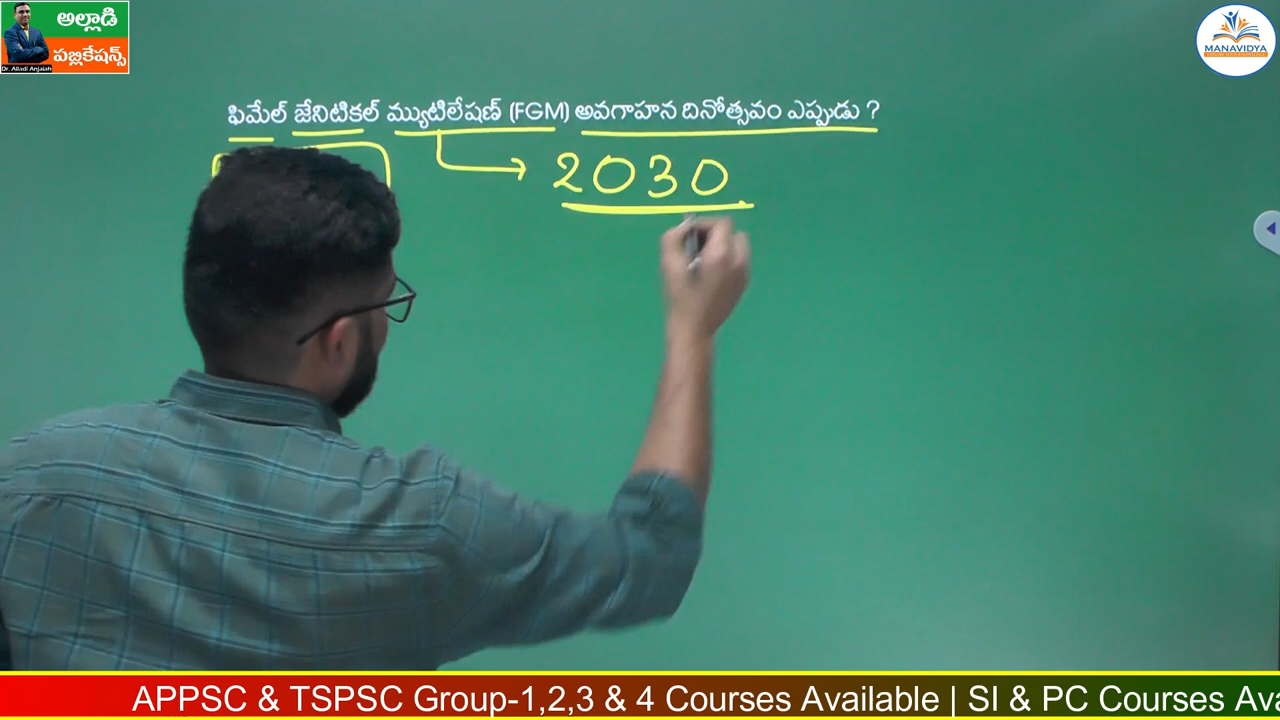 అల్లాడి
పబ్లికేషన్స్
Dr. Alladi Anjaiah
MANAVIDYA
ఫిమేల్ జేనిటికల్ మ్యుటిలేషణ్ (FGM) అవగాహన దినోత్సవం ఎప్పుడు ?
2030
APPSC & TSPSC Group-1,2,3 & 4 Courses Available | SI & PC Courses Ava